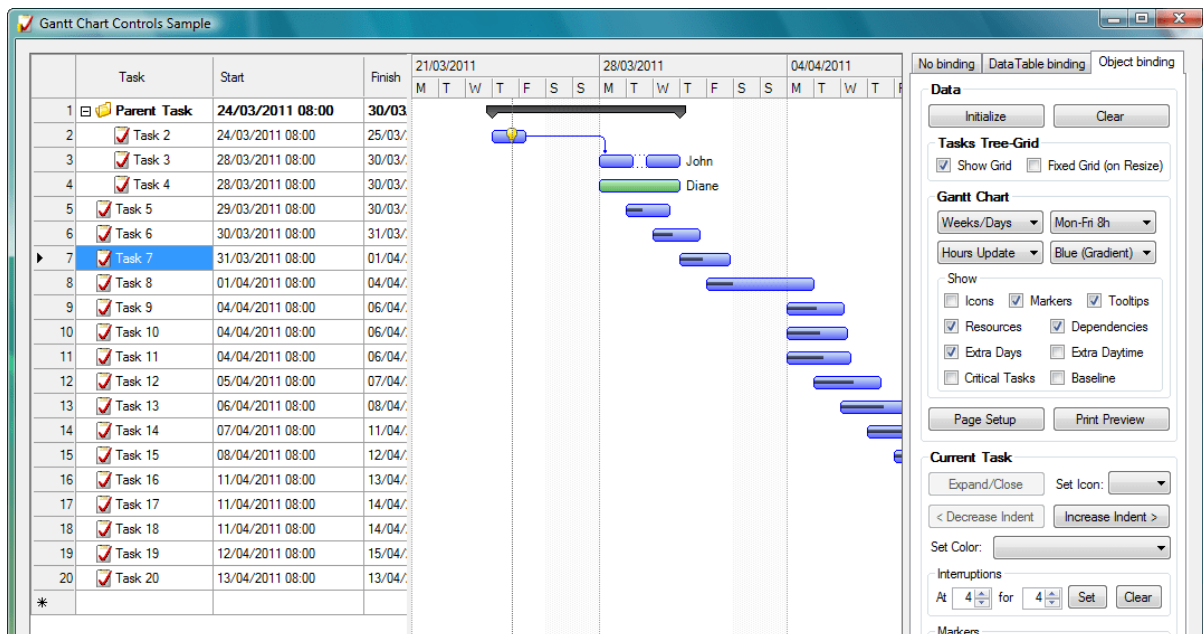 Gantt Chart Controls Sample
Task Start Finish 21/03/2011 28/03/2011 04/04/2011
M T W T F S S M T W T F S S M T W T
1 Parent Task 24/03/2011 08:00 30/03
2 Task 2 24/03/2011 08:00 25/03/
3 Task 3 28/03/2011 08:00 30/03/ John
4 Task 4 28/03/2011 08:00 30/03/ Diane
5 Task 5 29/03/2011 08:00 30/03/
6 Task 6 30/03/2011 08:00 31/03/
7 Task 7 31/03/2011 08:00 01/04/
8 Task 8 01/04/2011 08:00 04/04/
9 Task 9 04/04/2011 08:00 06/04/
10 Task 10 04/04/2011 08:00 06/04/
11 Task 11 04/04/2011 08:00 06/04/
12 Task 12 05/04/2011 08:00 07/04/
13 Task 13 06/04/2011 08:00 08/04/
14 Task 14 07/04/2011 08:00 11/04/
15 Task 15 08/04/2011 08:00 12/04/
16 Task 16 11/04/2011 08:00 13/04/
17 Task 17 11/04/2011 08:00 14/04/
18 Task 18 11/04/2011 08:00 14/04/
19 Task 19 12/04/2011 08:00 15/04/
20 Task 20 13/04/2011 08:00 13/04/
No binding DataTable binding Object binding
Data
Initialize Clear
Tasks Tree-Grid
Show Grid Fixed Grid (on Resize)
Gantt Chart
Weeks/Days Mon-Fri 8h
Hours Update Blue (Gradient)
Show
Icons Markers Tooltips
Resources Dependencies
Extra Days Extra Daytime
Critical Tasks Baseline
Page Setup Print Preview
Current Task
Expand/Close Set Icon:
< Decrease Indent Increase Indent >
Set Color:
Interruptions
At 4 for 4 Set Clear
Markers